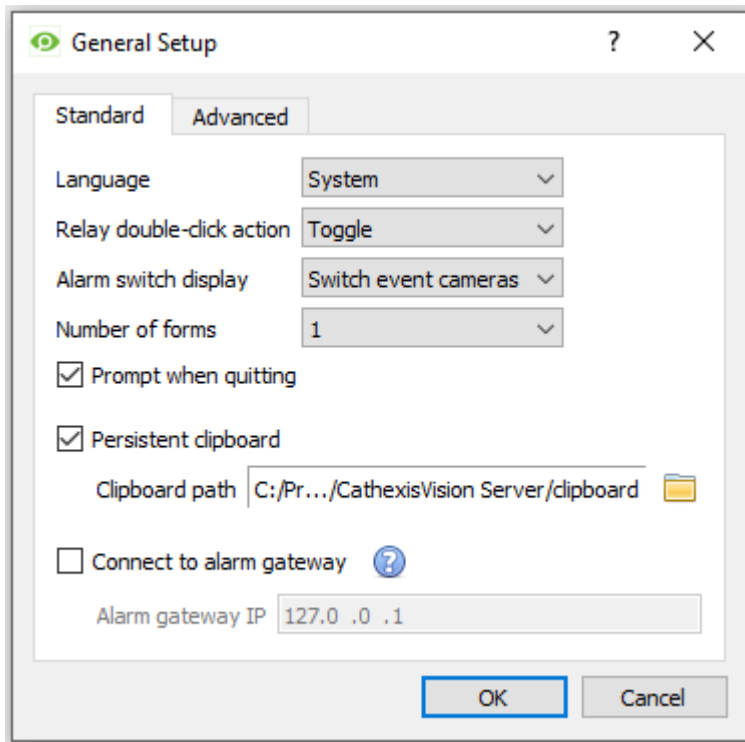 General Setup ?
Standard Advanced
Language System
Relay double-click action Toggle
Alarm switch display Switch event cameras
Number of forms 1
Prompt when quitting
Persistent clipboard
Clipboard path C:/Pr.../CathexisVision Server/clipboard
Connect to alarm gateway ?
Alarm gateway IP 127.0 .0 .1
OK Cancel